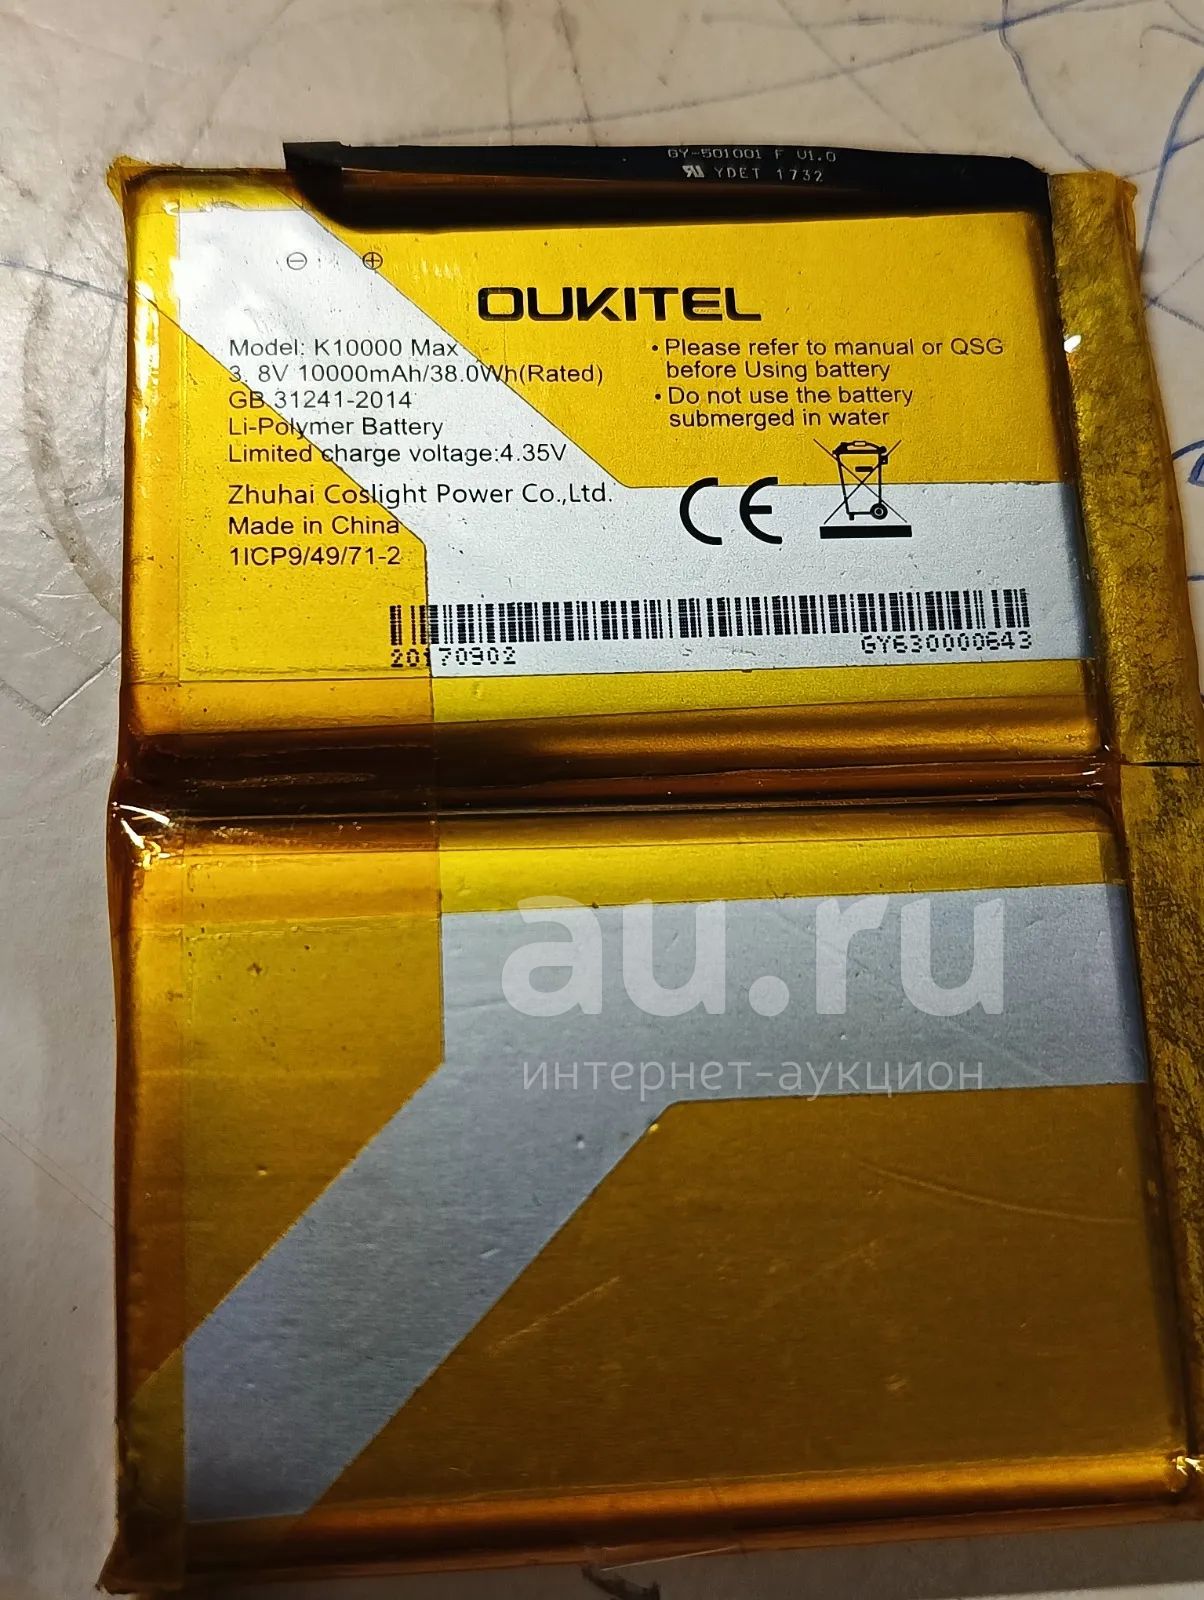 GY-501001 F V1.0
YDET 1732
OUKITEL
Model: K10000 Max
3. 8V 10000mAh/38.0Wh(Rated)
GB 31241-2014
Li-Polymer Battery
Limited charge voltage:4.35V
Zhuhai Coslight Power Co.,Ltd.
Made in China
1ICP9/49/71-2
• Please refer to manual or QSG
before Using battery
• Do not use the battery
submerged in water
CE
20170902
GY630000643
au.ru
интернет-аукцион